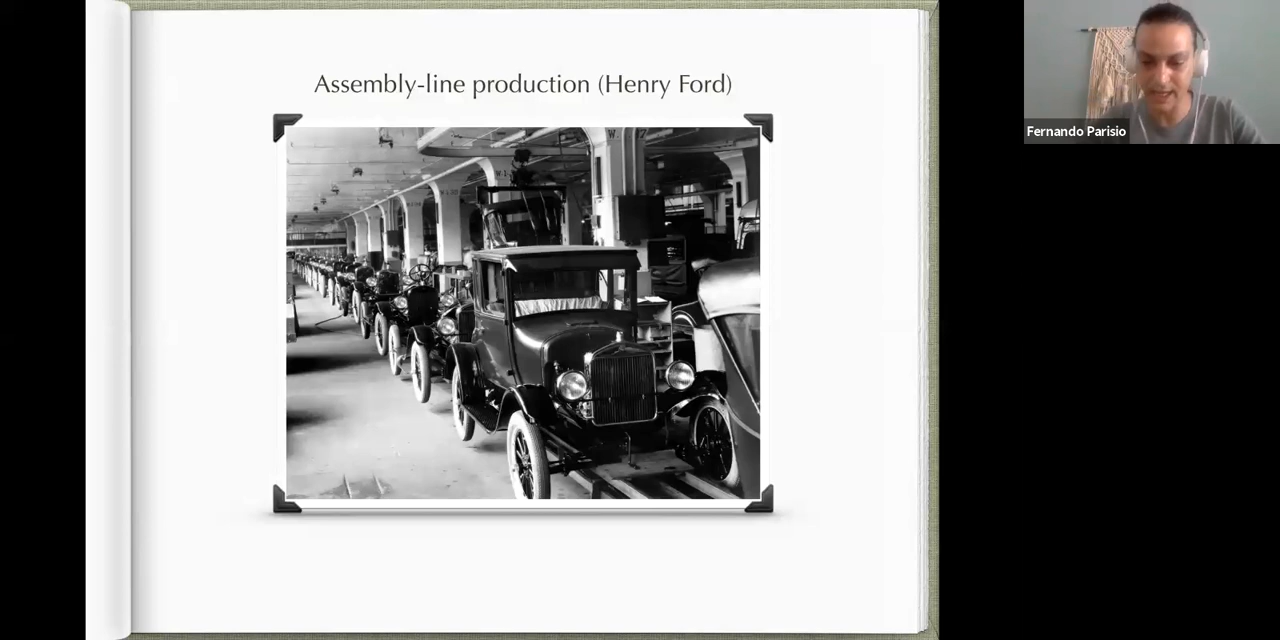 Assembly-line production (Henry Ford)
Fernando Parisio